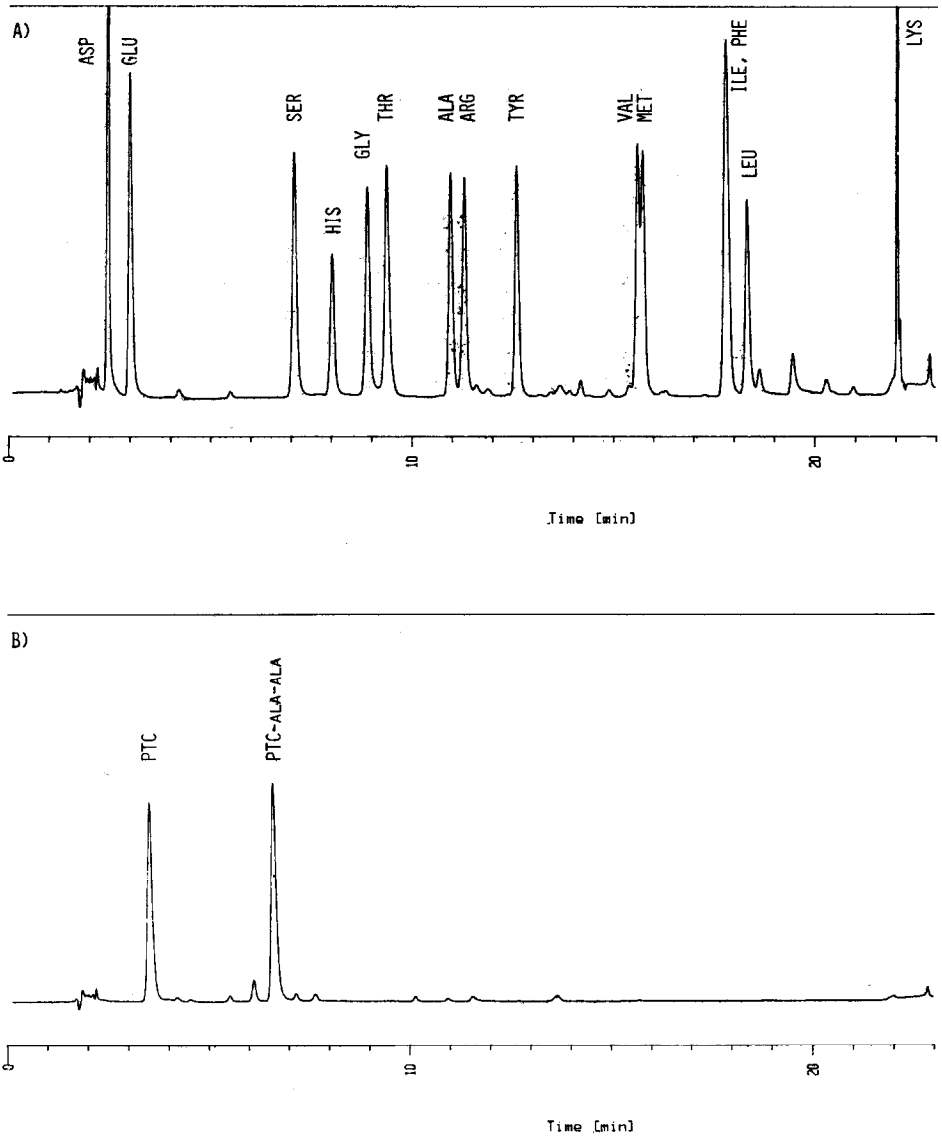 A)
ASP
GLU
SER
HIS
GLY
THR
ALA
ARG
TYR
VAL
MET
ILE, PHE
LEU
LYS
0 10 20
Time [min]
B)
PTC
PTC-ALA-ALA
0 10 20
Time [min]